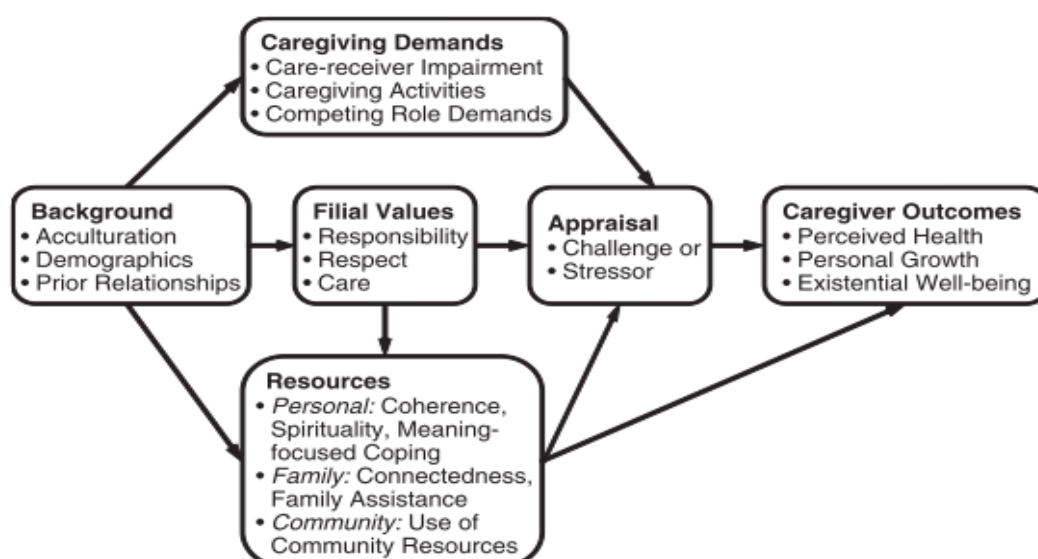 Caregiving Demands
• Care-receiver Impairment
• Caregiving Activities
• Competing Role Demands
Background
• Acculturation
• Demographics
• Prior Relationships
Filial Values
• Responsibility
• Respect
• Care
Appraisal
• Challenge or
• Stressor
Caregiver Outcomes
• Perceived Health
• Personal Growth
• Existential Well-being
Resources
• Personal: Coherence,
Spirituality, Meaning-
focused Coping
• Family: Connectedness,
Family Assistance
• Community: Use of
Community Resources